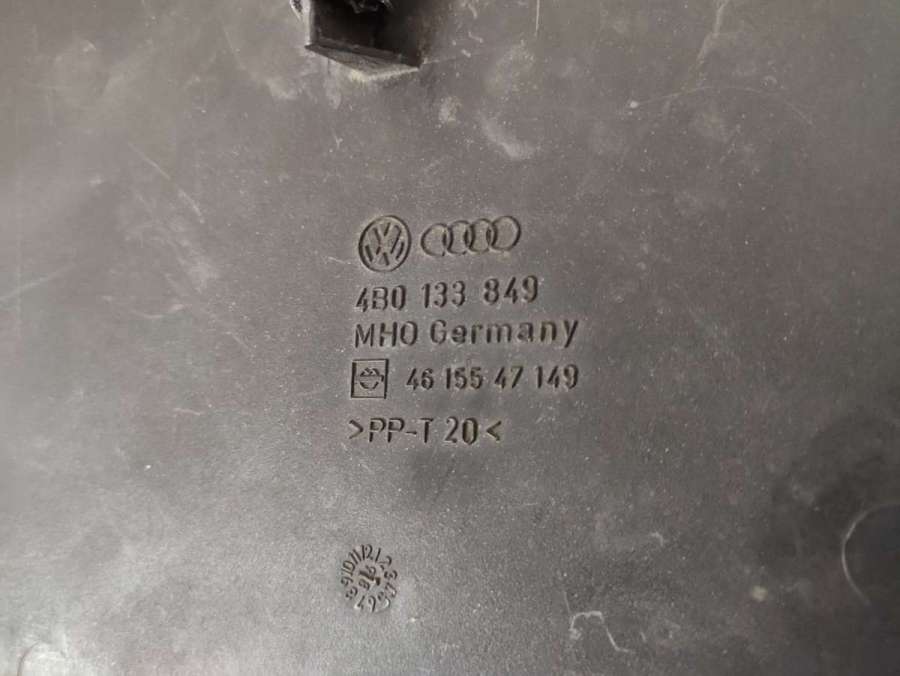 4B0 133 849
MHO Germany
46 155 47 149
>PP-T 20<